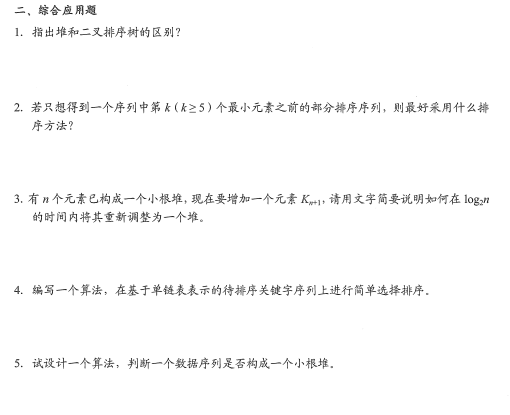 二、综合应用题
1. 指出堆和二叉排序树的区别?
2. 若只想得到一个序列中第 k(k≥5)个最小元素之前的部分排序序列,则最好采用什么排
序方法?
3. 有 n 个元素已构成一个小根堆,现在要增加一个元素 Kn+1,请用文字简要说明如何在 log2n
的时间内将其重新调整为一个堆。
4. 编写一个算法,在基于单链表表示的待排序关键字序列上进行简单选择排序。
5. 试设计一个算法,判断一个数据序列是否构成一个小根堆。